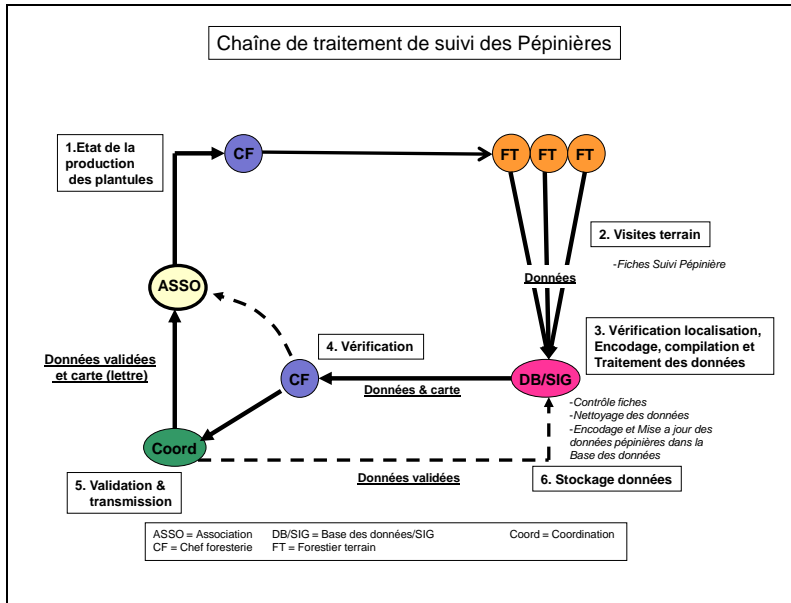 Chaîne de traitement de suivi des Pépinières
1.Etat de la
production
des plantules
CF
FT
FT
FT
2. Visites terrain
-Fiches Suivi Pépinière
Données
ASSO
3. Vérification localisation,
Encodage, compilation et
Traitement des données
4. Vérification
Données validées
et carte (lettre)
CF
Données & carte
DB/SIG
-Contrôle fiches
-Nettoyage des données
-Encodage et Mise a jour des
données pépinières dans la
Base des données
Coord
Données validées
5. Validation &
transmission
6. Stockage données
ASSO = Association DB/SIG = Base des données/SIG Coord = Coordination
CF = Chef foresterie FT = Forestier terrain